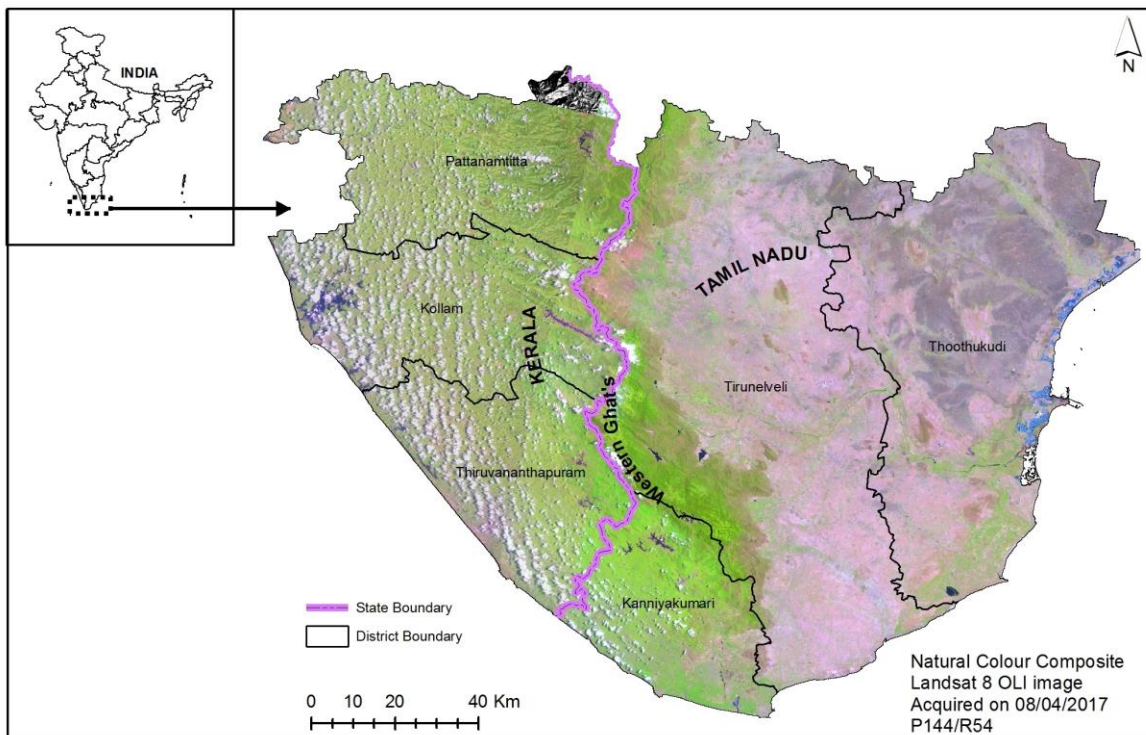 INDIA
N
Pattanamtitta
TAMIL NADU
Kollam
KERALA
Thoothukudi
Tirunelveli
Western Ghat's
Thiruvananthapuram
Kanniyakumari
State Boundary
District Boundary
0 10 20 40 Km
Natural Colour Composite
Landsat 8 OLI image
Acquired on 08/04/2017
P144/R54